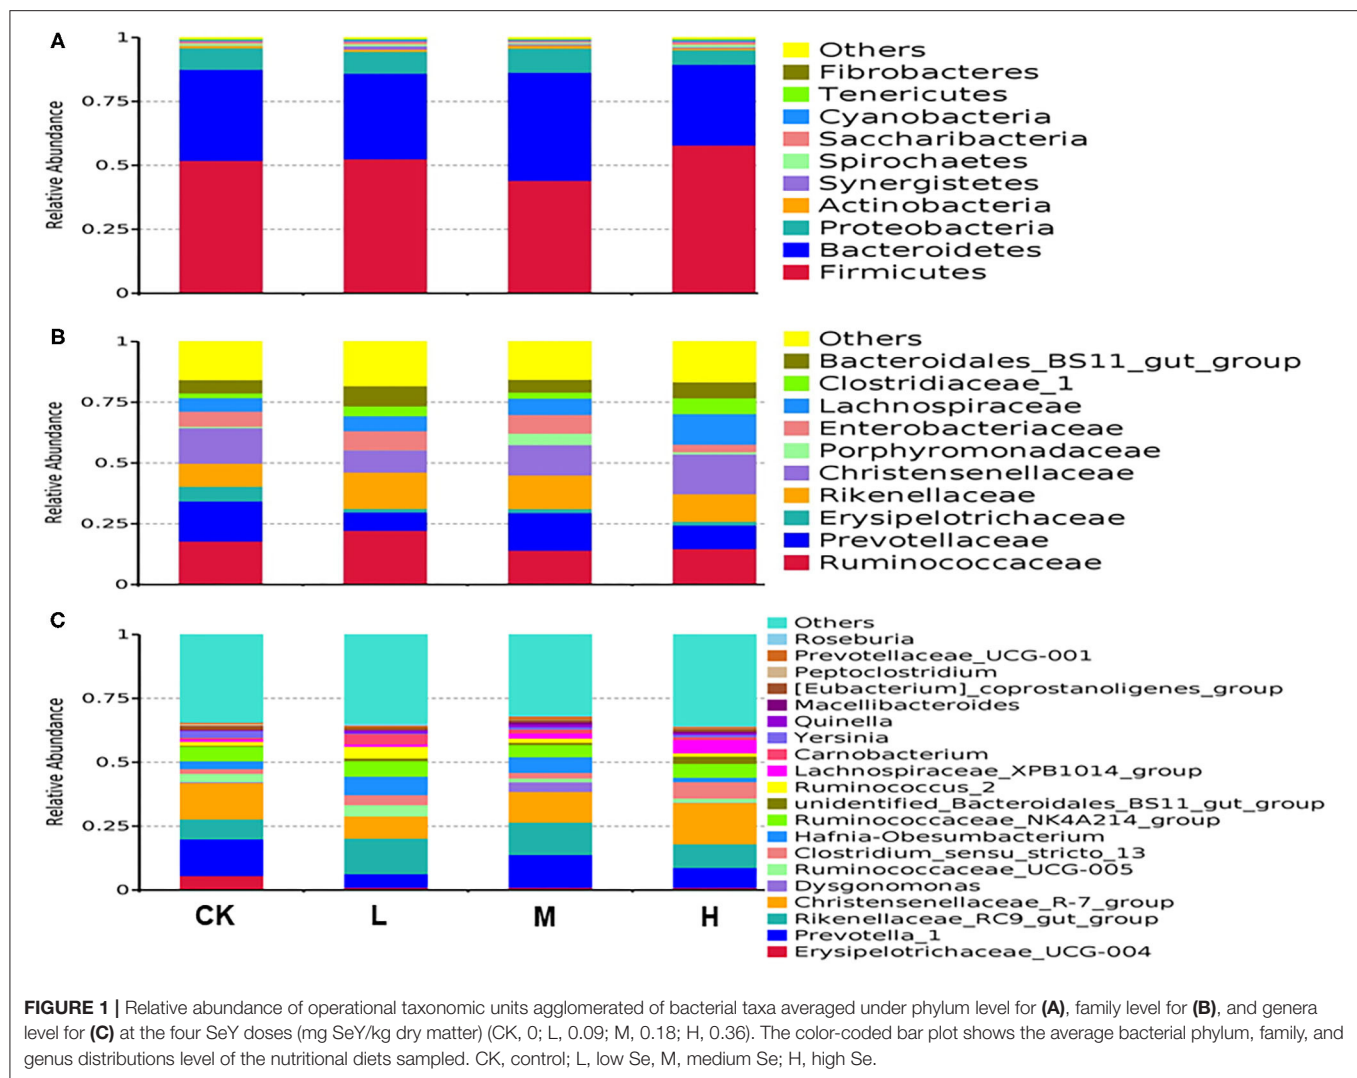 A
1
0.75
0.5
0.25
0
Relative Abundance
Others
Fibrobacteres
Tenericutes
Cyanobacteria
Saccharibacteria
Spirochaetes
Synergistetes
Actinobacteria
Proteobacteria
Bacteroidetes
Firmicutes
B
1
0.75
0.5
0.25
0
Relative Abundance
Others
Bacteroidales_BS11_gut_group
Clostridiaceae_1
Lachnospiraceae
Enterobacteriaceae
Porphyromonadaceae
Christensenellaceae
Rikenellaceae
Erysipelotrichaceae
Prevotellaceae
Ruminococcaceae
C
1
0.75
0.5
0.25
0
Relative Abundance
Others
Roseburia
Prevotellaceae_UCG-001
Peptoclostridium
[Eubacterium]_coprostanoligenes_group
Macellibacteroides
Quinella
Yersinia
Carnobacterium
Lachnospiraceae_XPB1014_group
Ruminococcus_2
unidentified_Bacteroidales_BS11_gut_group
Ruminococcaceae_NK4A214_group
Hafnia-Obesumbacterium
Clostridium_sensu_stricto_13
Ruminococcaceae_UCG-005
Dysgonomonas
Christensenellaceae_R-7_group
Rikenellaceae_RC9_gut_group
Prevotella_1
Erysipelotrichaceae_UCG-004
CK L M H
FIGURE 1 | Relative abundance of operational taxonomic units agglomerated of bacterial taxa averaged under phylum level for (A), family level for (B), and genera
level for (C) at the four SeY doses (mg SeY/kg dry matter) (CK, 0; L, 0.09; M, 0.18; H, 0.36). The color-coded bar plot shows the average bacterial phylum, family, and
genus distributions level of the nutritional diets sampled. CK, control; L, low Se, M, medium Se; H, high Se.